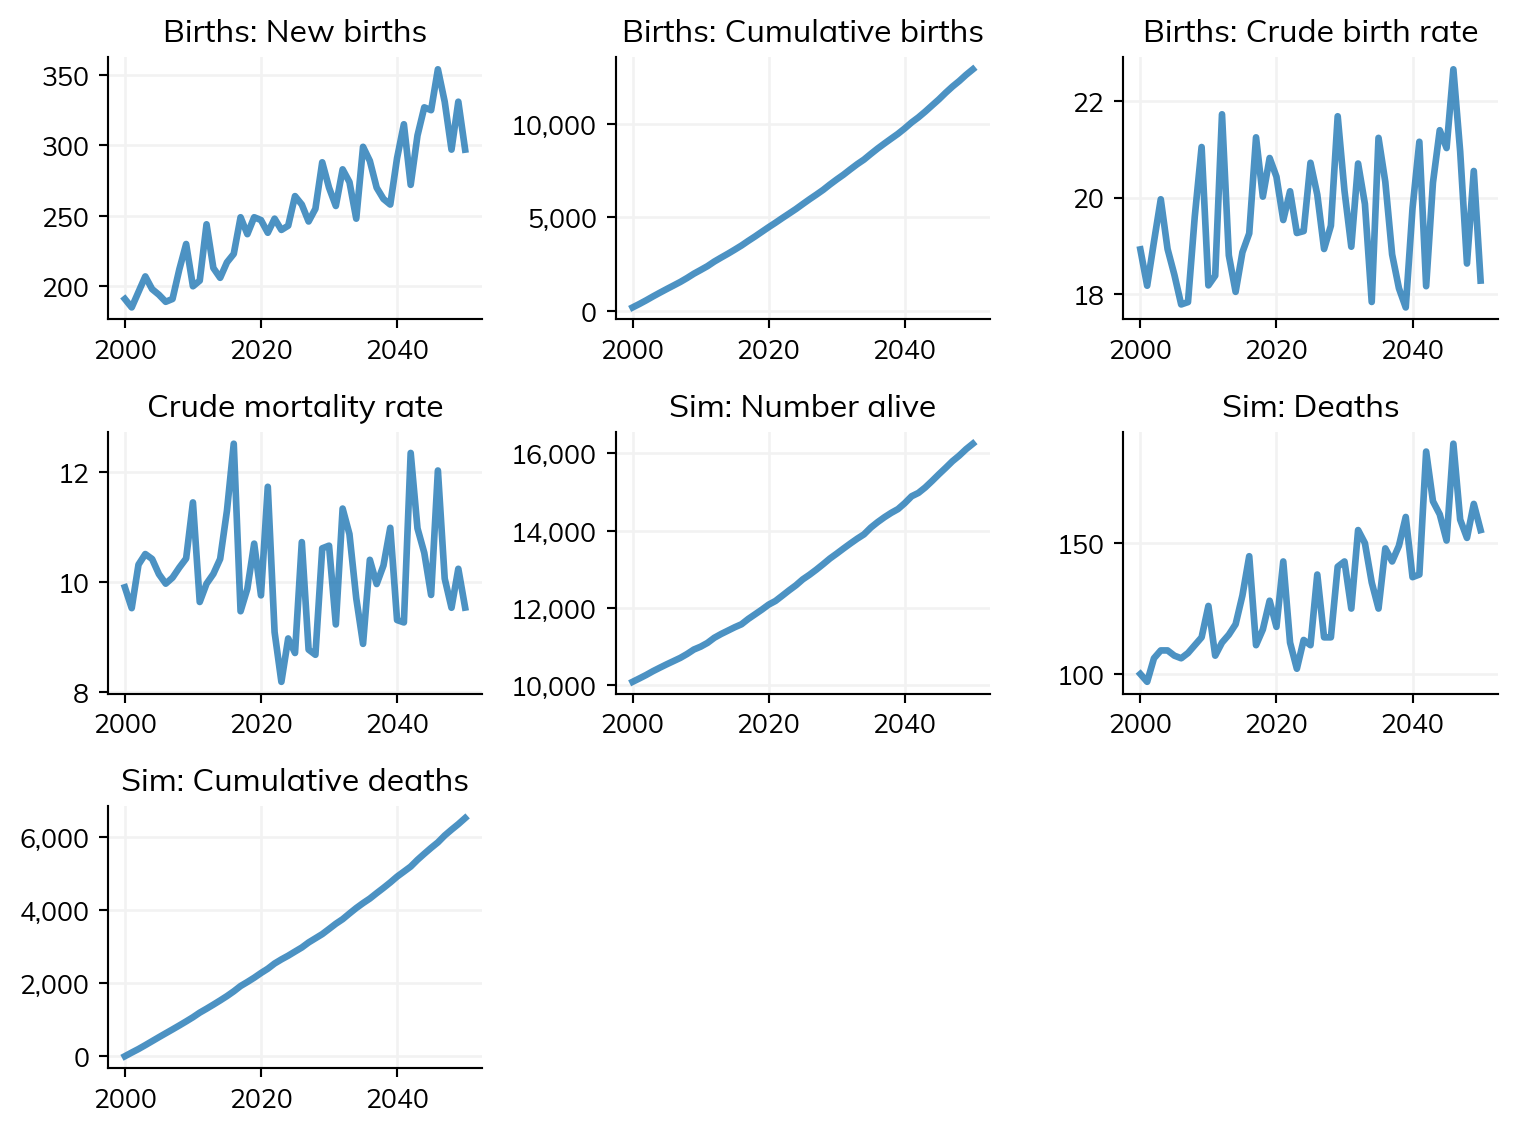 Births: New births
350
300
250
200
2000 2020 2040
Births: Cumulative births
10,000
5,000
0
2000 2020 2040
Births: Crude birth rate
22
20
18
2000 2020 2040
Crude mortality rate
12
10
8
2000 2020 2040
Sim: Number alive
16,000
14,000
12,000
10,000
2000 2020 2040
Sim: Deaths
150
100
2000 2020 2040
Sim: Cumulative deaths
6,000
4,000
2,000
0
2000 2020 2040